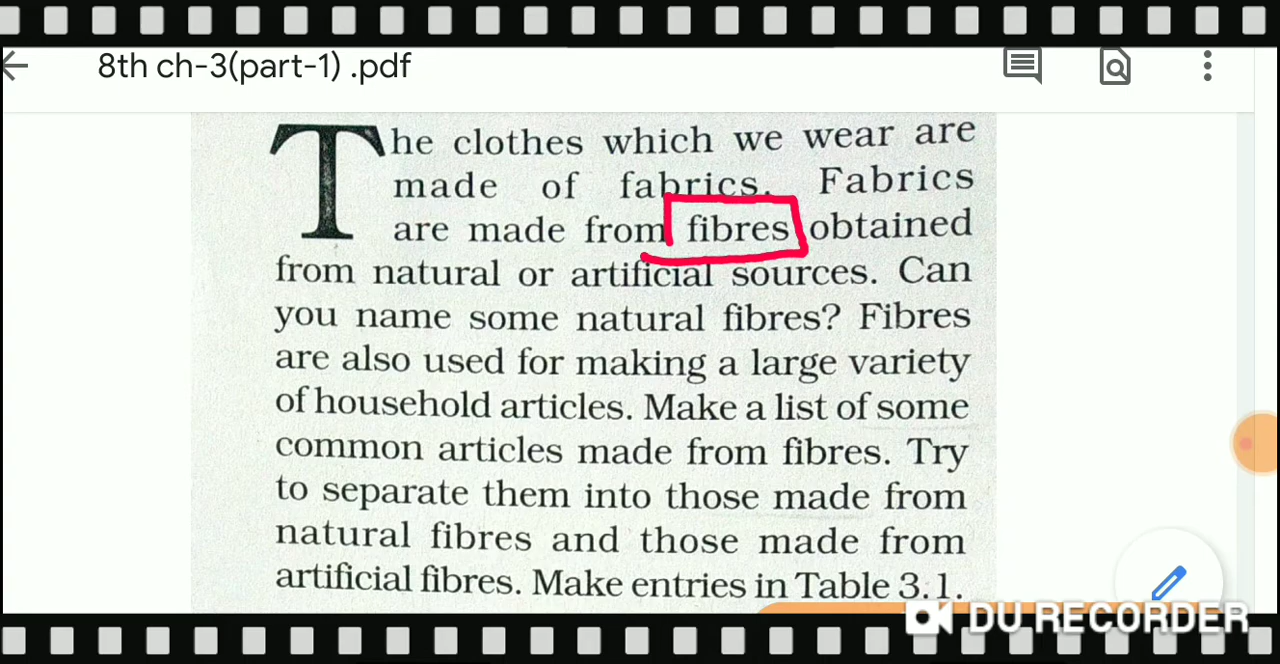 8th ch-3(part-1) .pdf
The clothes which we wear are
made of fabrics. Fabrics
are made from fibres obtained
from natural or artificial sources. Can
you name some natural fibres? Fibres
are also used for making a large variety
of household articles. Make a list of some
common articles made from fibres. Try
to separate them into those made from
natural fibres and those made from
artificial fibres. Make entries in Table 3.1.
DU RECORDER